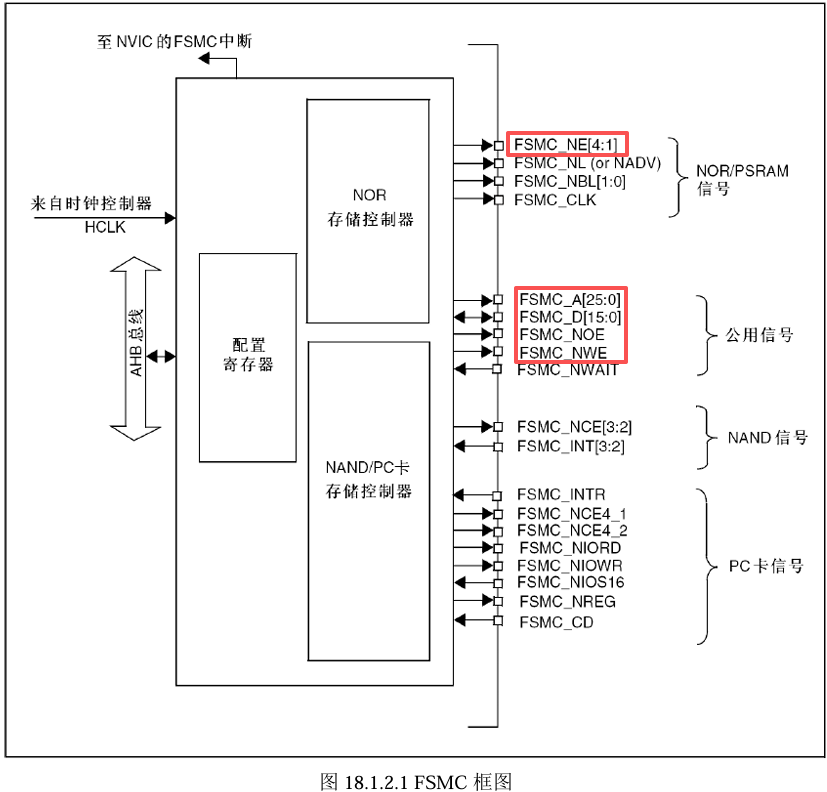 至 NVIC 的FSMC中断
来自时钟控制器
HCLK
AHB 总线
配置
寄存器
NOR
存储控制器
NAND/PC卡
存储控制器
FSMC_NE[4:1]
FSMC_NL (or NADV)
FSMC_NBL[1:0]
FSMC_CLK
NOR/PSRAM
信号
FSMC_A[25:0]
FSMC_D[15:0]
FSMC_NOE
FSMC_NWE
FSMC_NWAIT
公用信号
FSMC_NCE[3:2]
FSMC_INT[3:2]
NAND 信号
FSMC_INTR
FSMC_NCE4_1
FSMC_NCE4_2
FSMC_NIORD
FSMC_NIOWR
FSMC_NIOS16
FSMC_NREG
FSMC_CD
PC卡信号
图 18.1.2.1 FSMC 框图